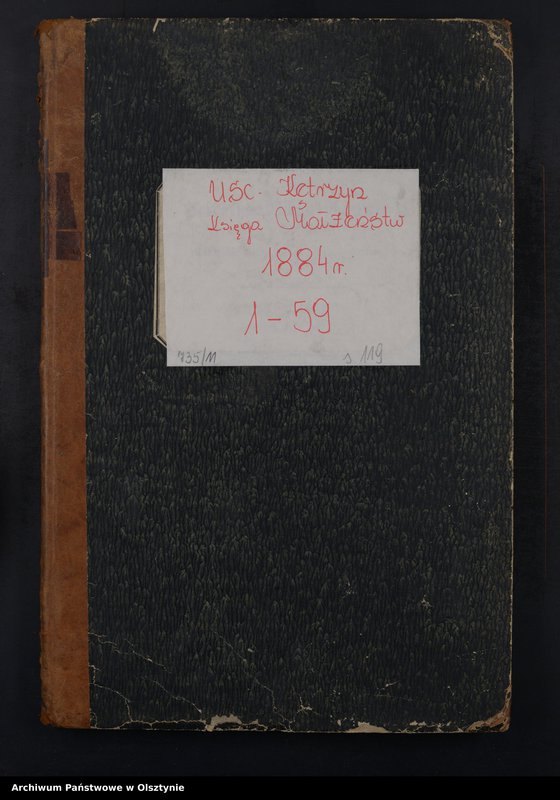 USC. Kętrzyn
Księga Małżeństw
1884 r.
1 – 59
735/11
s 119
Archiwum Państwowe w Olsztynie